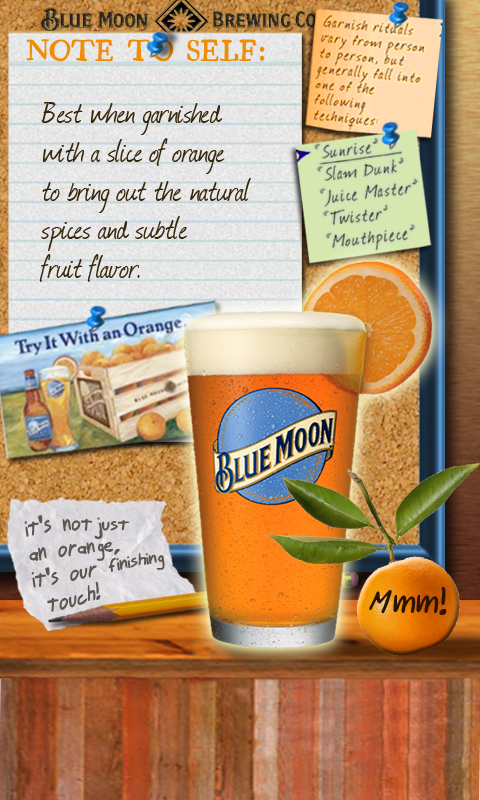 BLUE MOON BREWING CO
NOTE TO SELF:
Best when garnished
with a slice of orange
to bring out the natural
spices and subtle
fruit flavor.
Garnish rituals
vary from person
to person, but
generally fall into
one of the
following
techniques:
"Sunrise"
"Slam Dunk"
"Juice Master"
"Twister"
"Mouthpiece"
Try It With an Orange.
BLUE MOON
BLUE MOON
it's not just
an orange,
it's our finishing
touch!
Mmm!